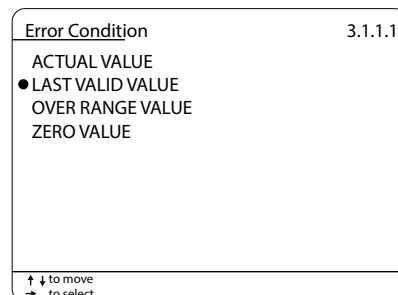 Error Condition 3.1.1.1
ACTUAL VALUE
● LAST VALID VALUE
OVER RANGE VALUE
ZERO VALUE
↑ ↓ to move
→ to select